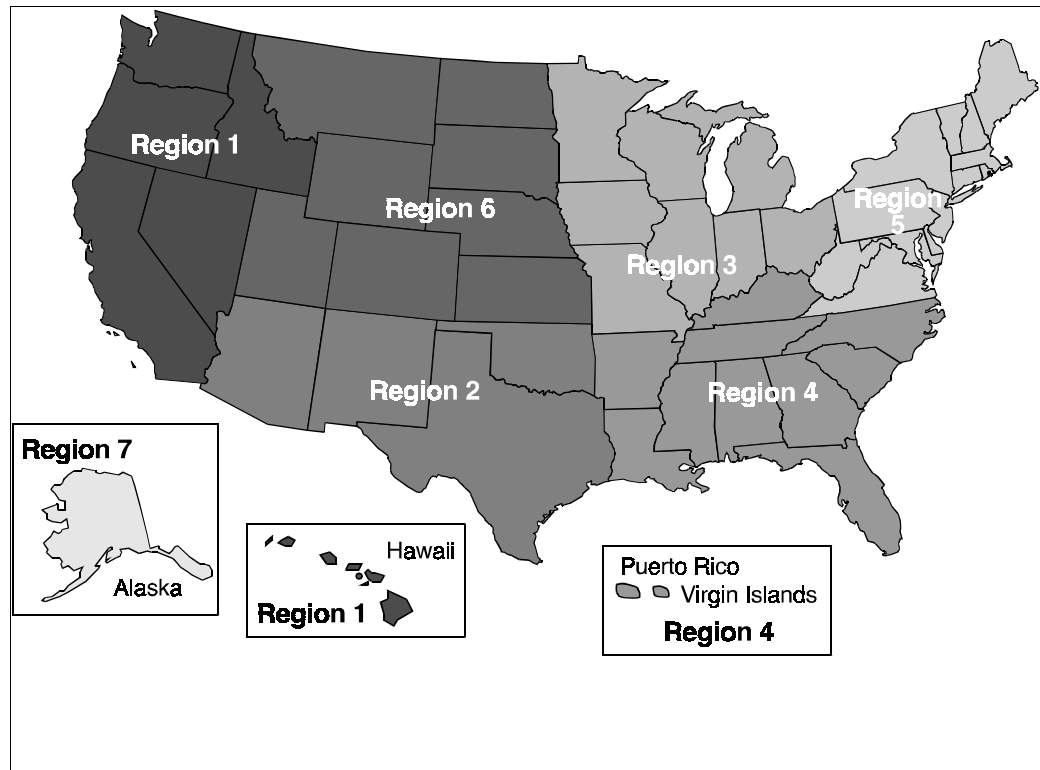 Region 1
Region 6
Region
5
Region 3
Region 2
Region 4
Region 7
Alaska
Hawaii
Region 1
Puerto Rico
Virgin Islands
Region 4